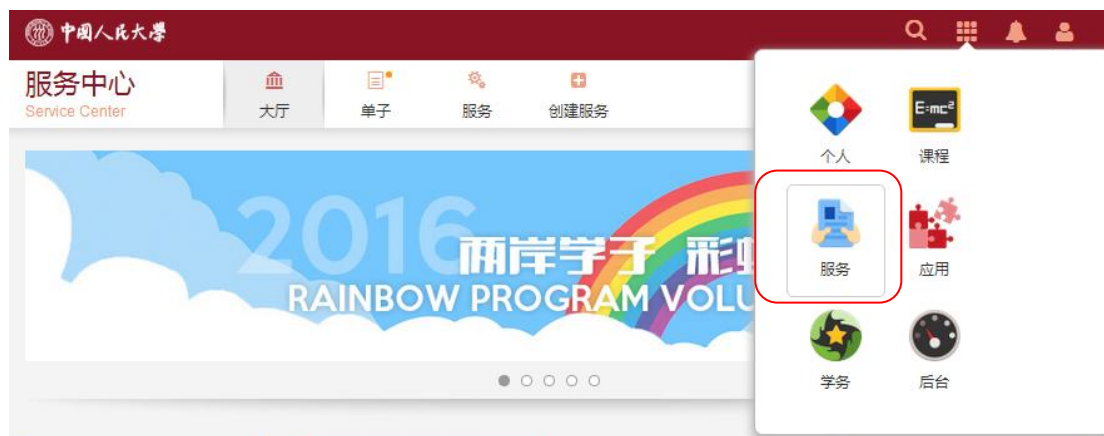 中國人民大學
服务中心
Service Center
大厅
单子
服务
创建服务
2016
两岸学子 彩虹
RAINBOW PROGRAM VOLU
个人
E=mc²
课程
服务
应用
学务
后台